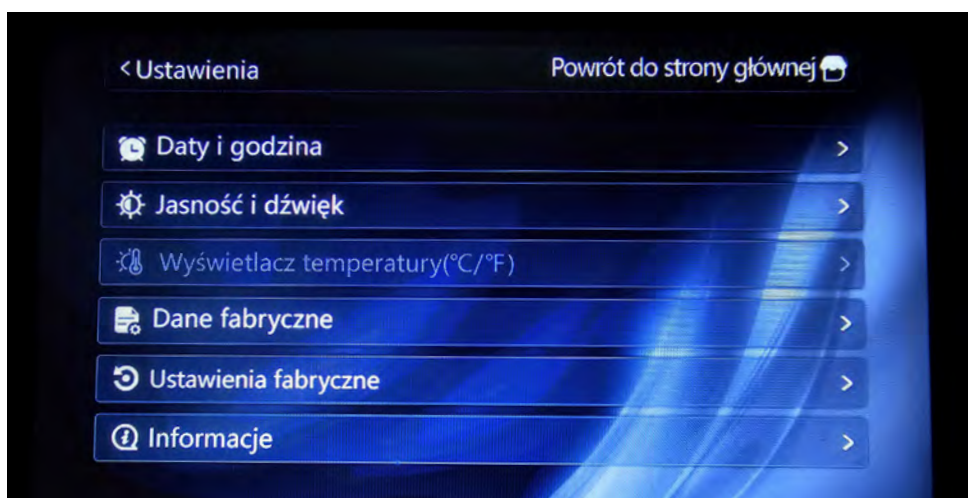 <Ustawienia
Powrót do strony głównej
Daty i godzina
Jasność i dźwięk
Wyświetlacz temperatury(°C/°F)
Dane fabryczne
Ustawienia fabryczne
Informacje